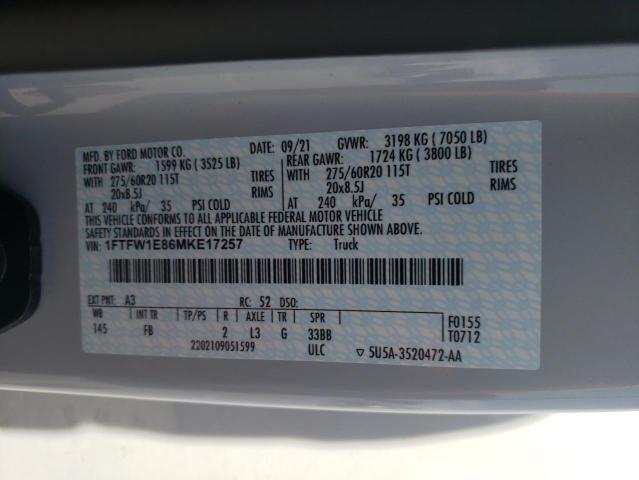 MFD. BY FORD MOTOR CO.
DATE: 09/21 GVWR: 3198 KG ( 7050 LB)
FRONT GAWR: 1599 KG ( 3525 LB) REAR GAWR: 1724 KG ( 3800 LB)
WITH 275/60R20 115T TIRES WITH 275/60R20 115T TIRES
20x8.5J RIMS 20x8.5J RIMS
AT 240 kPa/ 35 PSI COLD AT 240 kPa/ 35 PSI COLD
THIS VEHICLE CONFORMS TO ALL APPLICABLE FEDERAL MOTOR VEHICLE
SAFETY STANDARDS IN EFFECT ON THE DATE OF MANUFACTURE SHOWN ABOVE.
VIN: 1FTFW1E86MKE17257 TYPE: Truck
EXT PNT: A3 RC: 52 DSO:
WB INT TR TP/PS R AXLE TR SPR
145 FB 2 L3 G 33BB
F0155
T0712
2202109051599 ULC ▽ 5U5A-3520472-AA